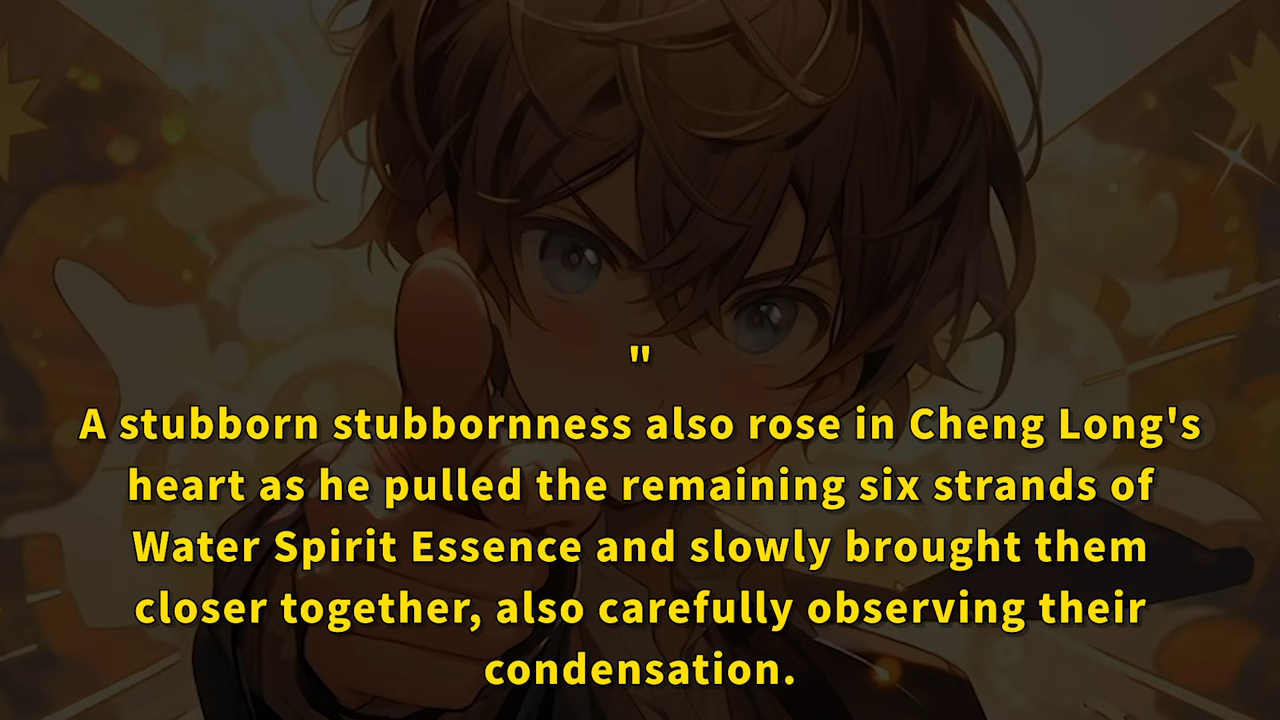 "
A stubborn stubbornness also rose in Cheng Long's
heart as he pulled the remaining six strands of
Water Spirit Essence and slowly brought them
closer together, also carefully observing their
condensation.